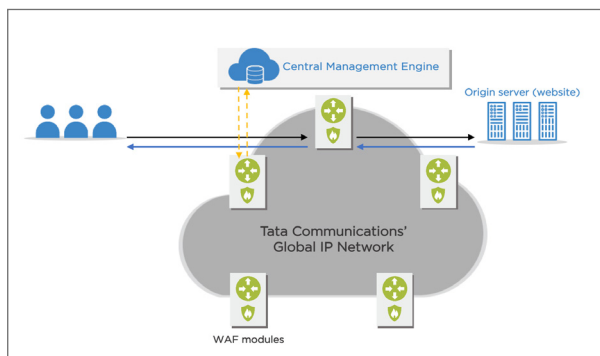 Central Management Engine
Origin server (website)
Tata Communications’
Global IP Network
WAF modules